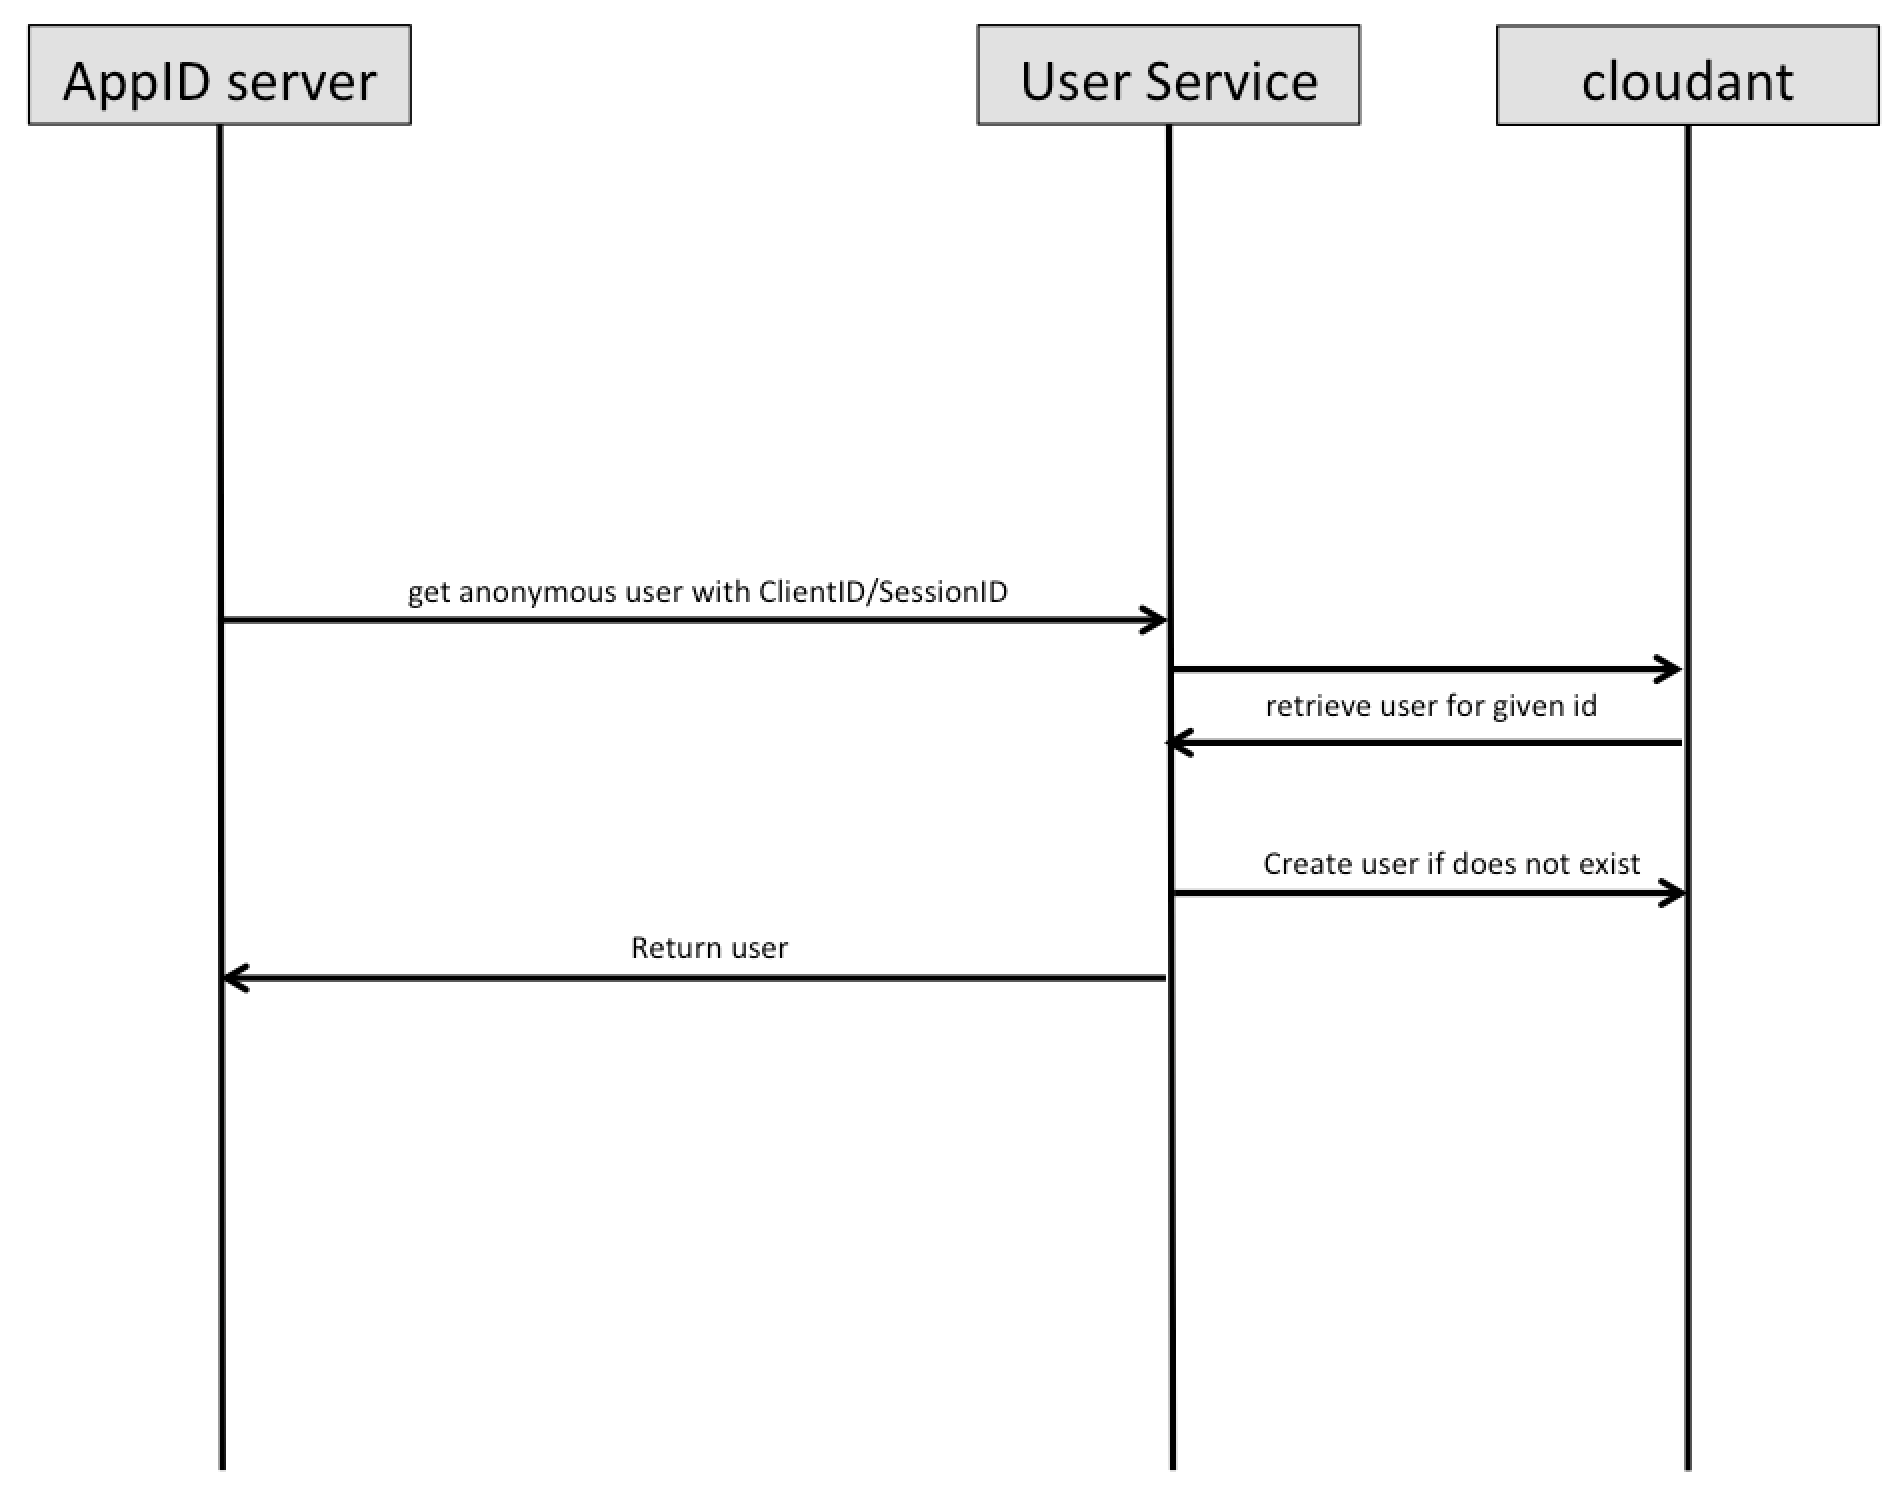 AppID server
User Service
cloudant
get anonymous user with ClientID/SessionID
retrieve user for given id
Create user if does not exist
Return user